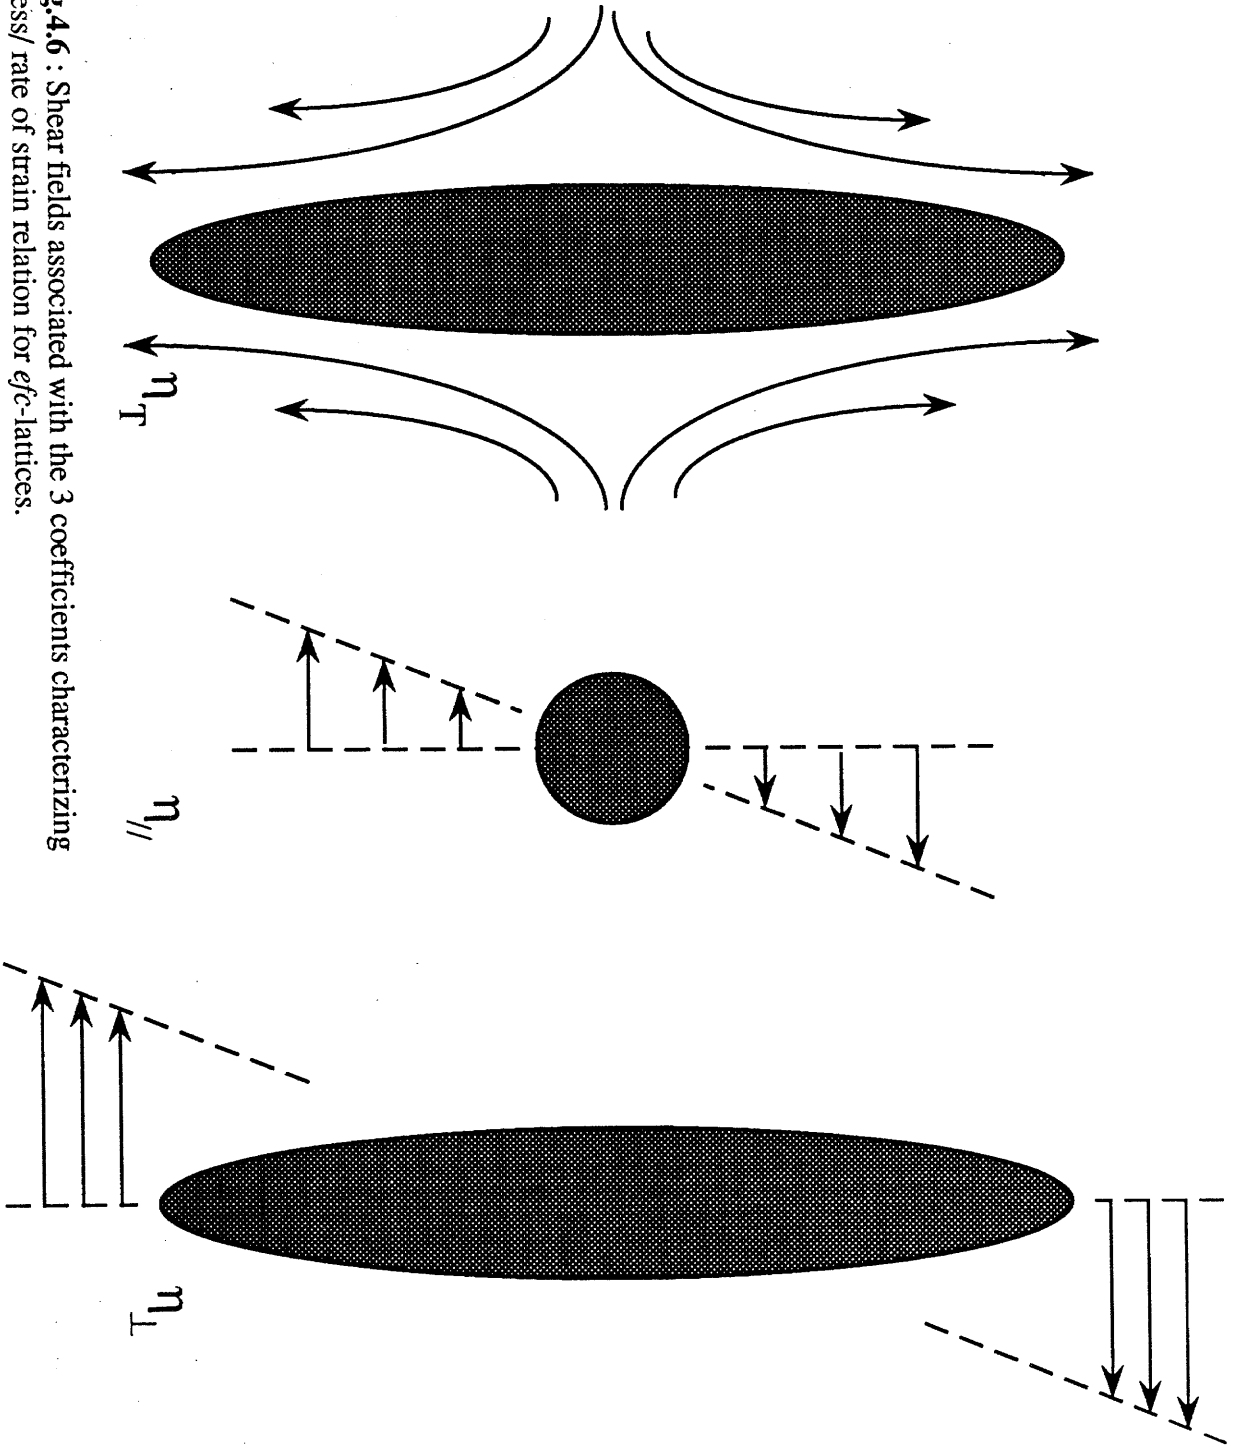 η_T
η_//
η_⊥
g.4.6 : Shear fields associated with the 3 coefficients characterizing
ess/ rate of strain relation for efc-lattices.